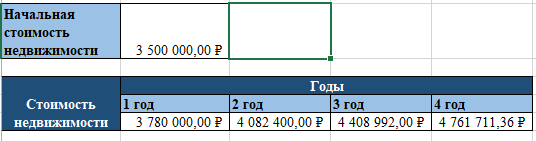 Начальная
стоимость
недвижимости 3 500 000,00 ₽
Годы
Стоимость 1 год 2 год 3 год 4 год
недвижимости 3 780 000,00 ₽ 4 082 400,00 ₽ 4 408 992,00 ₽ 4 761 711,36 ₽